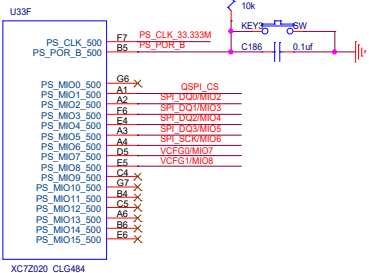 U33F
10k
KEY3 SW
PS_CLK_500 F7 PS_CLK_33.333M
PS_POR_B_500 B5 PS_POR_B
C186 0.1uf
PS_MIO0_500 G6
PS_MIO1_500 A1 QSPI_CS
PS_MIO2_500 A2 SPI_DQ0/MIO2
PS_MIO3_500 F6 SPI_DQ1/MIO3
PS_MIO4_500 E4 SPI_DQ2/MIO4
PS_MIO5_500 A3 SPI_DQ3/MIO5
PS_MIO6_500 A4 SPI_SCK/MIO6
PS_MIO7_500 D5 VCFG0/MIO7
PS_MIO8_500 E5 VCFG1/MIO8
PS_MIO9_500 C4
PS_MIO10_500 G7
PS_MIO11_500 B4
PS_MIO12_500 C5
PS_MIO13_500 A6
PS_MIO14_500 B6
PS_MIO15_500 E6
XC7Z020_CLG484